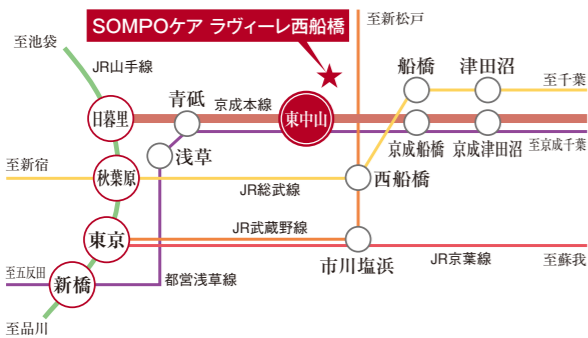 至新松戸
SOMPOケア ラヴィーレ西船橋
至池袋
JR山手線
船橋
津田沼
至千葉
青砥
京成本線
日暮里
東中山
京成船橋
京成津田沼
至京成千葉
浅草
至新宿
秋葉原
JR総武線
西船橋
東京
JR武蔵野線
市川塩浜
JR京葉線
至蘇我
至五反田
新橋
都営浅草線
至品川